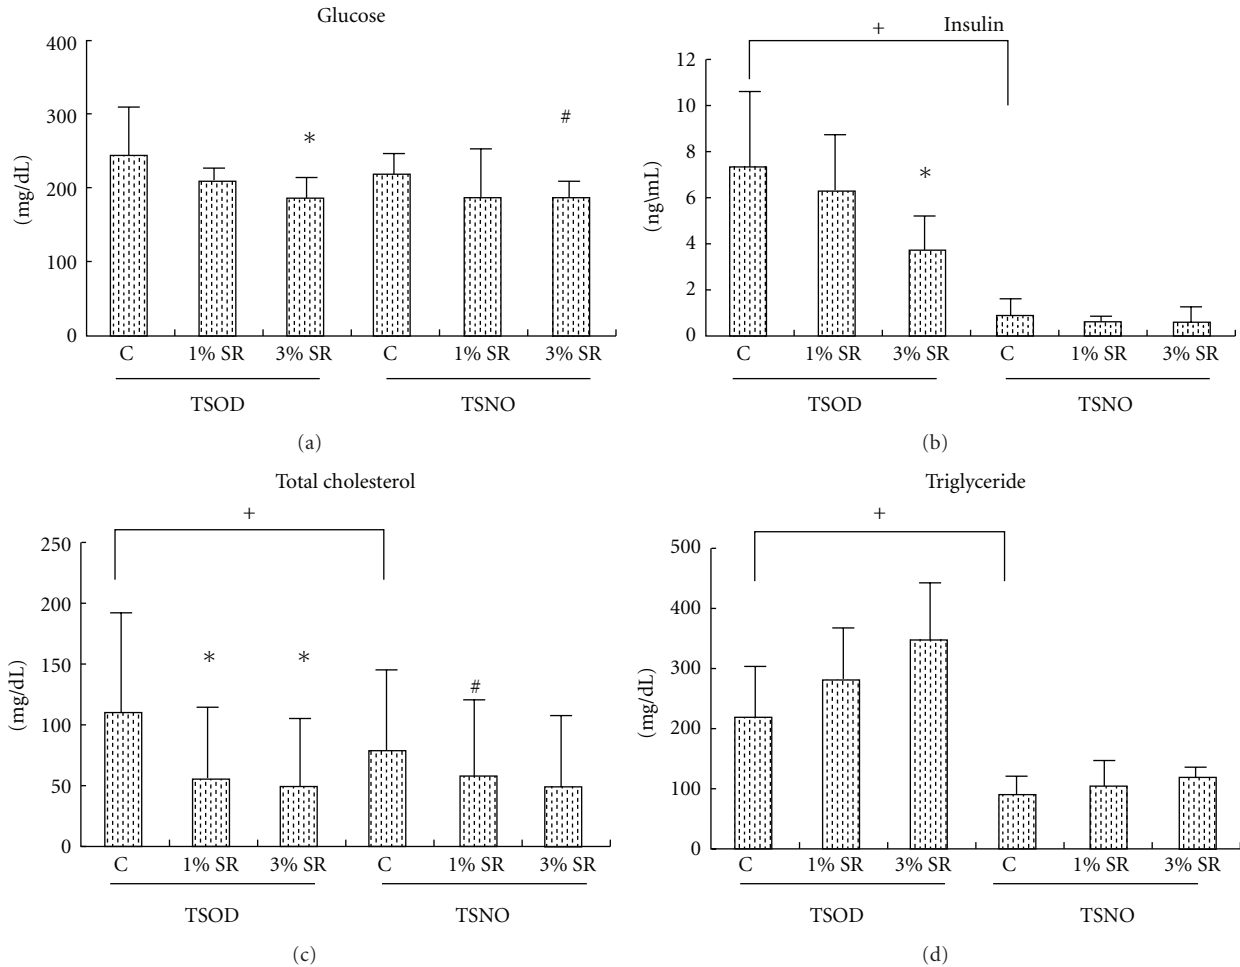 Glucose
400
300
200
100
0
(mg/dL)
*
#
C 1% SR 3% SR C 1% SR 3% SR
TSOD TSNO
(a)
Insulin
+
12
10
8
6
4
2
0
(ng\mL)
*
C 1% SR 3% SR C 1% SR 3% SR
TSOD TSNO
(b)
Total cholesterol
+
250
200
150
100
50
0
(mg/dL)
* *
#
C 1% SR 3% SR C 1% SR 3% SR
TSOD TSNO
(c)
Triglyceride
+
500
400
300
200
100
0
(mg/dL)
C 1% SR 3% SR C 1% SR 3% SR
TSOD TSNO
(d)